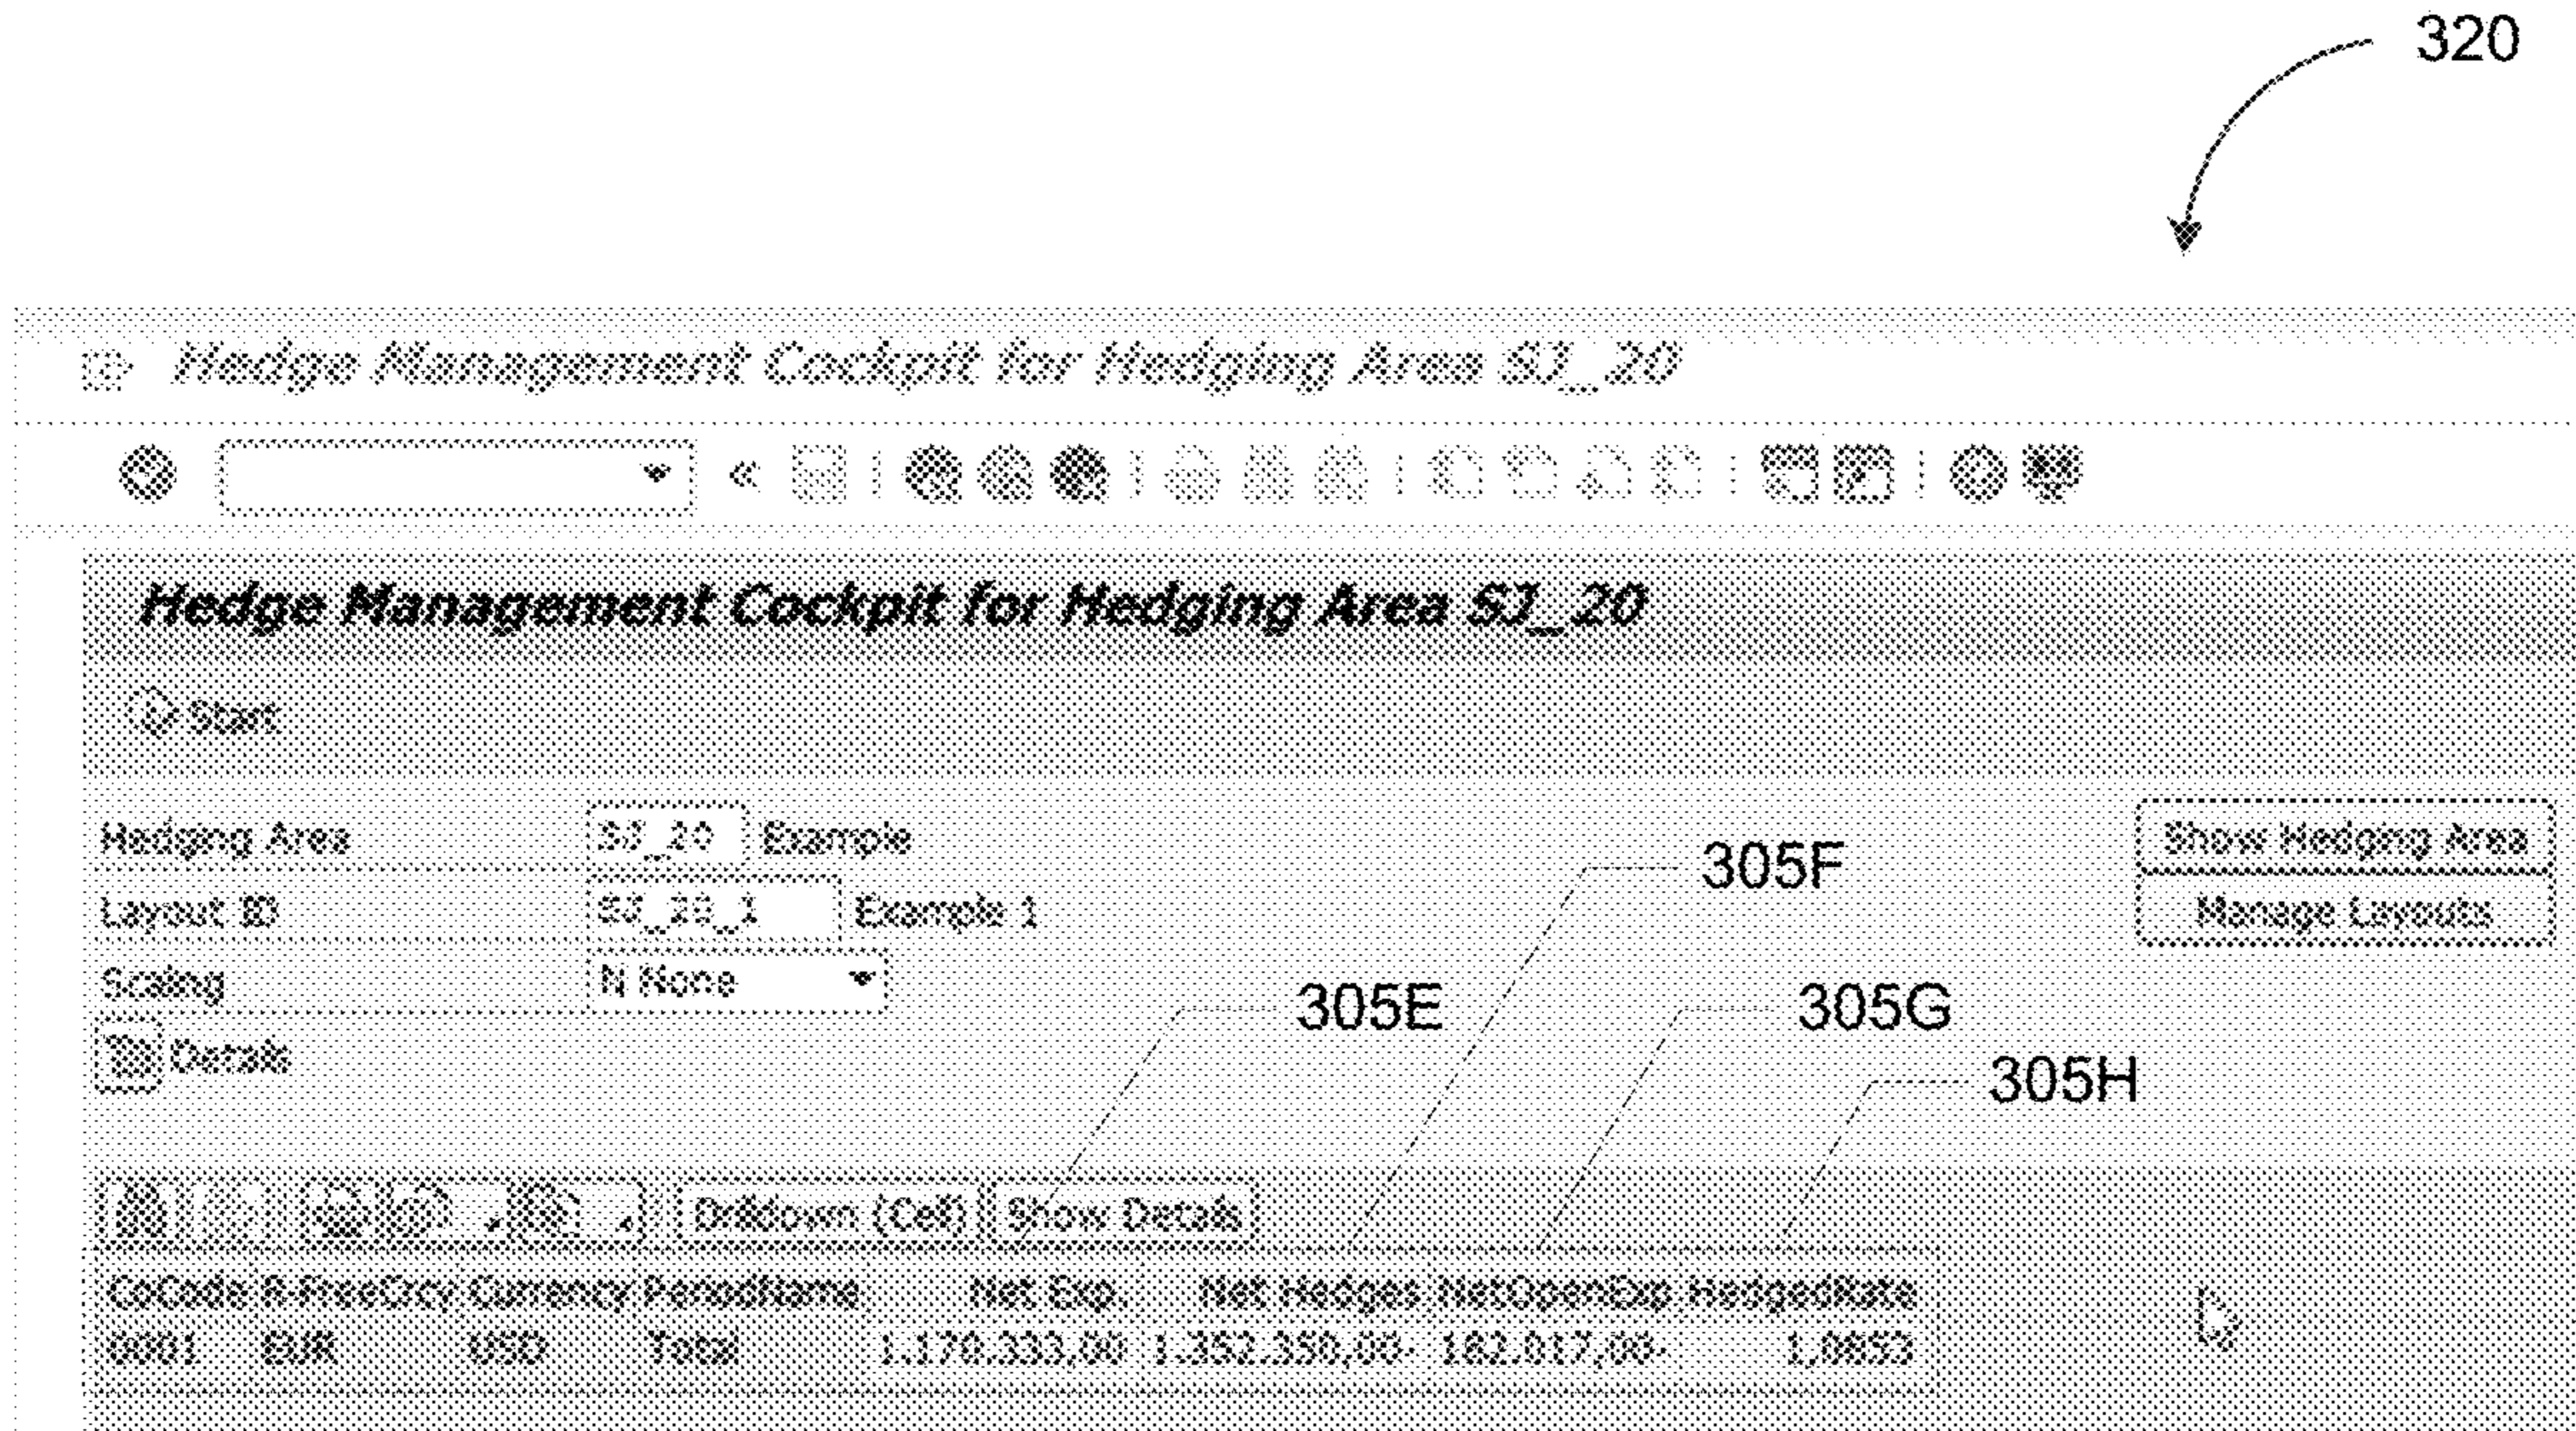 320
Hedge Management Cockpit for Hedging Area SJ_20
Hedge Management Cockpit for Hedging Area SJ_20
Start
Hedging Area SJ_20 Example Show Hedging Area
305F
Layout ID SJ_20_1 Example 1 Manage Layouts
Scaling N None
305E 305G
Details
305H
Drilldown (Cell) Show Details
CoCode R-FreeCrcy Currency PeriodName Net Exp. Net Hedges NetOpenExp HedgedRate
0001 EUR USD Total 1.170.333,00 1.352.350,00- 182.017,00- 1,0853